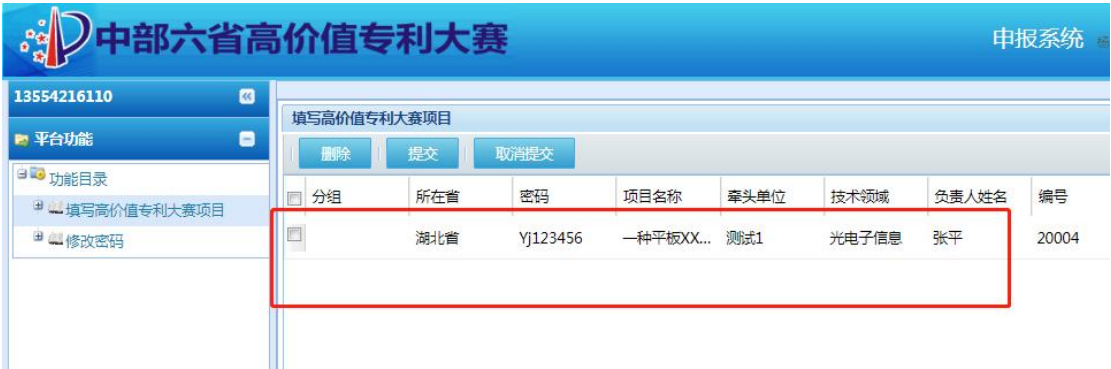 中部六省高价值专利大赛
申报系统
13554216110
平台功能
功能目录
填写高价值专利大赛项目
修改密码
填写高价值专利大赛项目
删除 提交 取消提交
分组 所在省 密码 项目名称 牵头单位 技术领域 负责人姓名 编号
湖北省 Yj123456 一种平板XX... 测试1 光电子信息 张平 20004